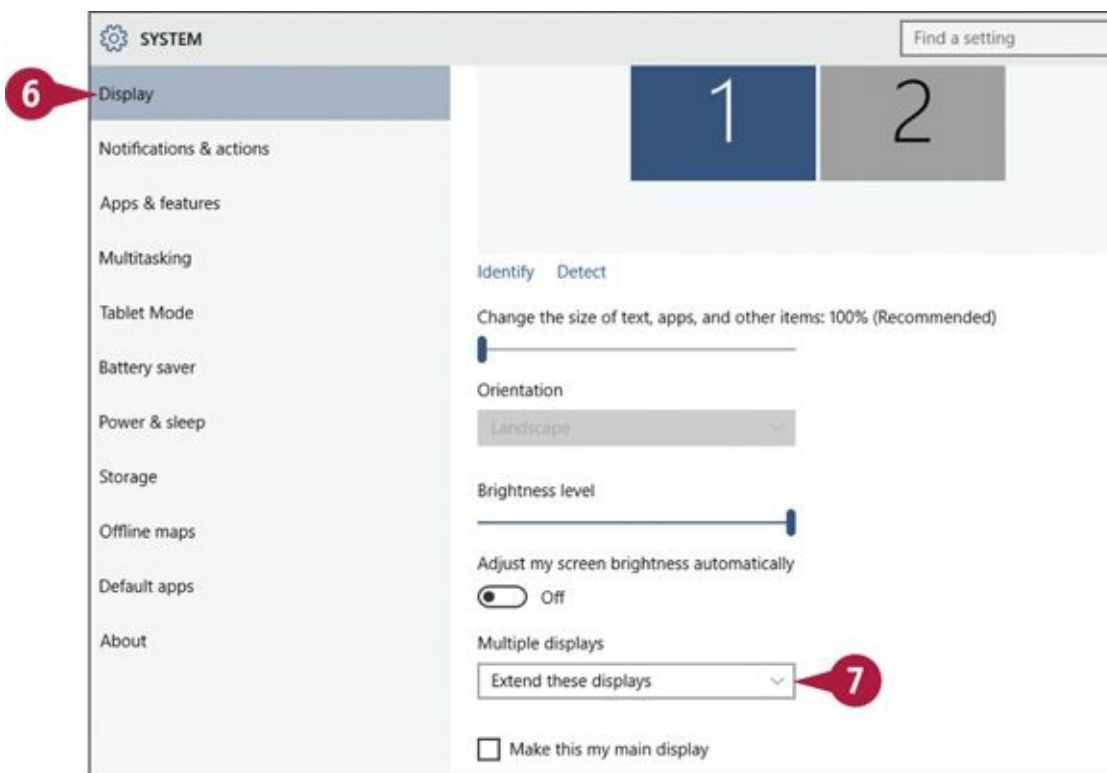 SYSTEM
Find a setting
6
Display
Notifications & actions
Apps & features
Multitasking
Tablet Mode
Battery saver
Power & sleep
Storage
Offline maps
Default apps
About
1 2
Identify Detect
Change the size of text, apps, and other items: 100% (Recommended)
Orientation
Landscape
Brightness level
Adjust my screen brightness automatically
Off
Multiple displays
Extend these displays
7
Make this my main display